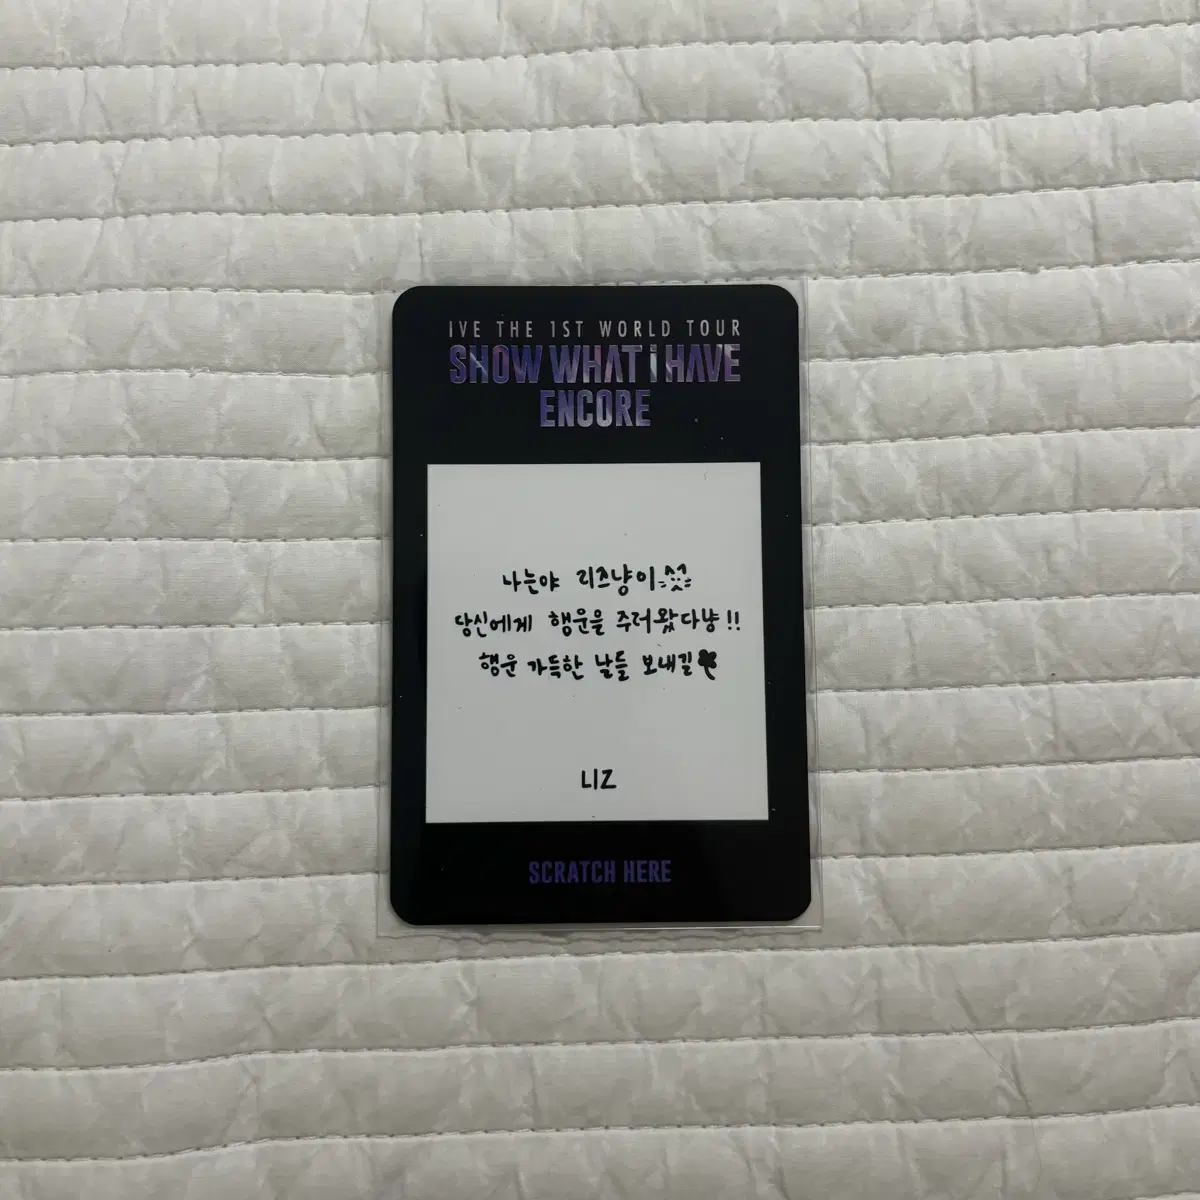 IVE THE 1ST WORLD TOUR
SHOW WHAT i HAVE
ENCORE
나는야 리즈냥이
당신에게 행운을 주러왔다냥!!
행운 가득한 날들 보내길
LIZ
SCRATCH HERE